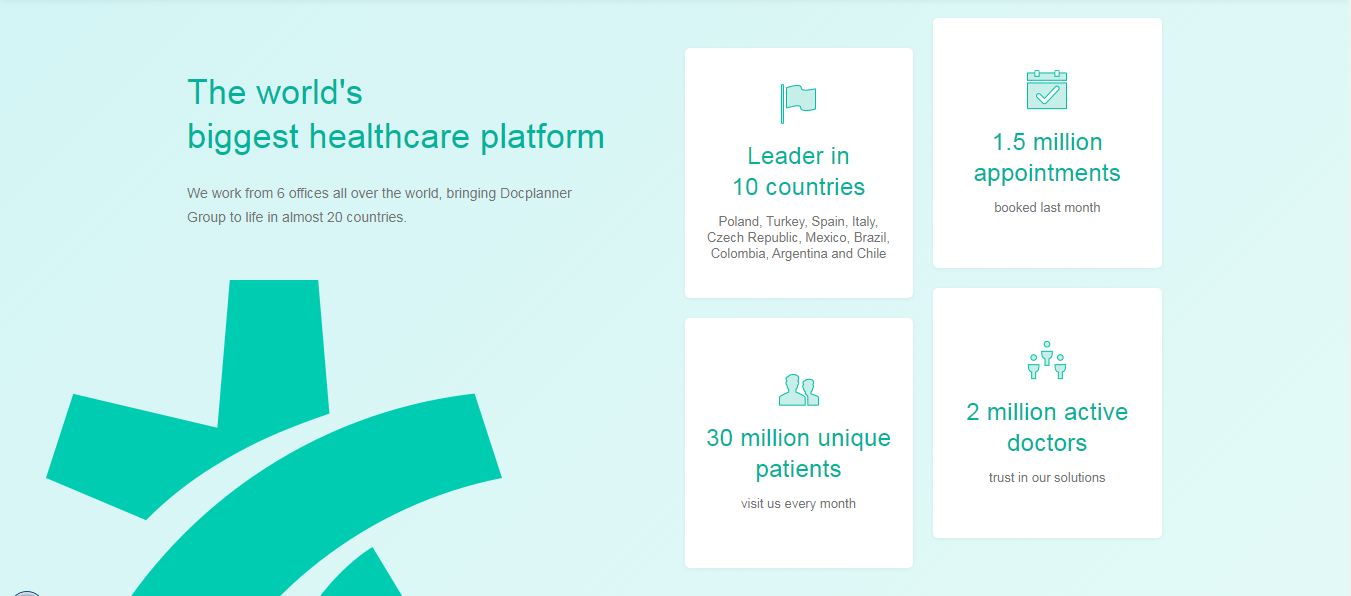 The world's
biggest healthcare platform
We work from 6 offices all over the world, bringing Docplanner
Group to life in almost 20 countries.
Leader in
10 countries
Poland, Turkey, Spain, Italy,
Czech Republic, Mexico, Brazil,
Colombia, Argentina and Chile
1.5 million
appointments
booked last month
30 million unique
patients
visit us every month
2 million active
doctors
trust in our solutions